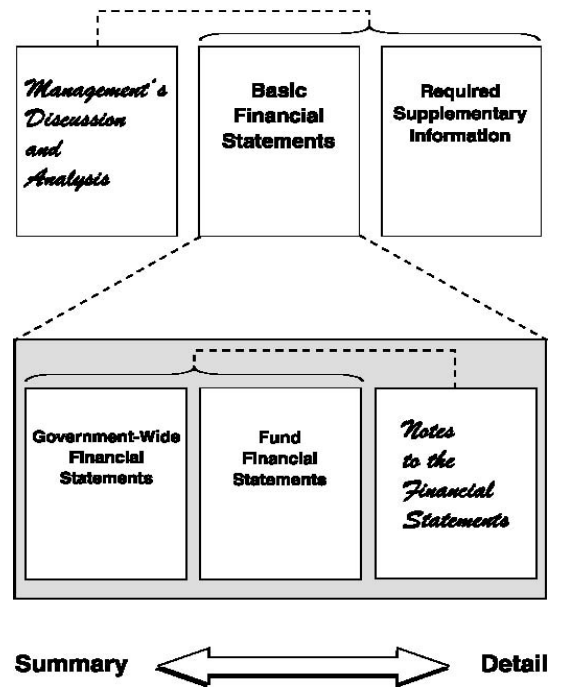 Management's
Discussion
and
Analysis
Basic
Financial
Statements
Required
Supplementary
Information
Government-Wide
Financial
Statements
Fund
Financial
Statements
Notes
to the
Financial
Statements
Summary
Detail